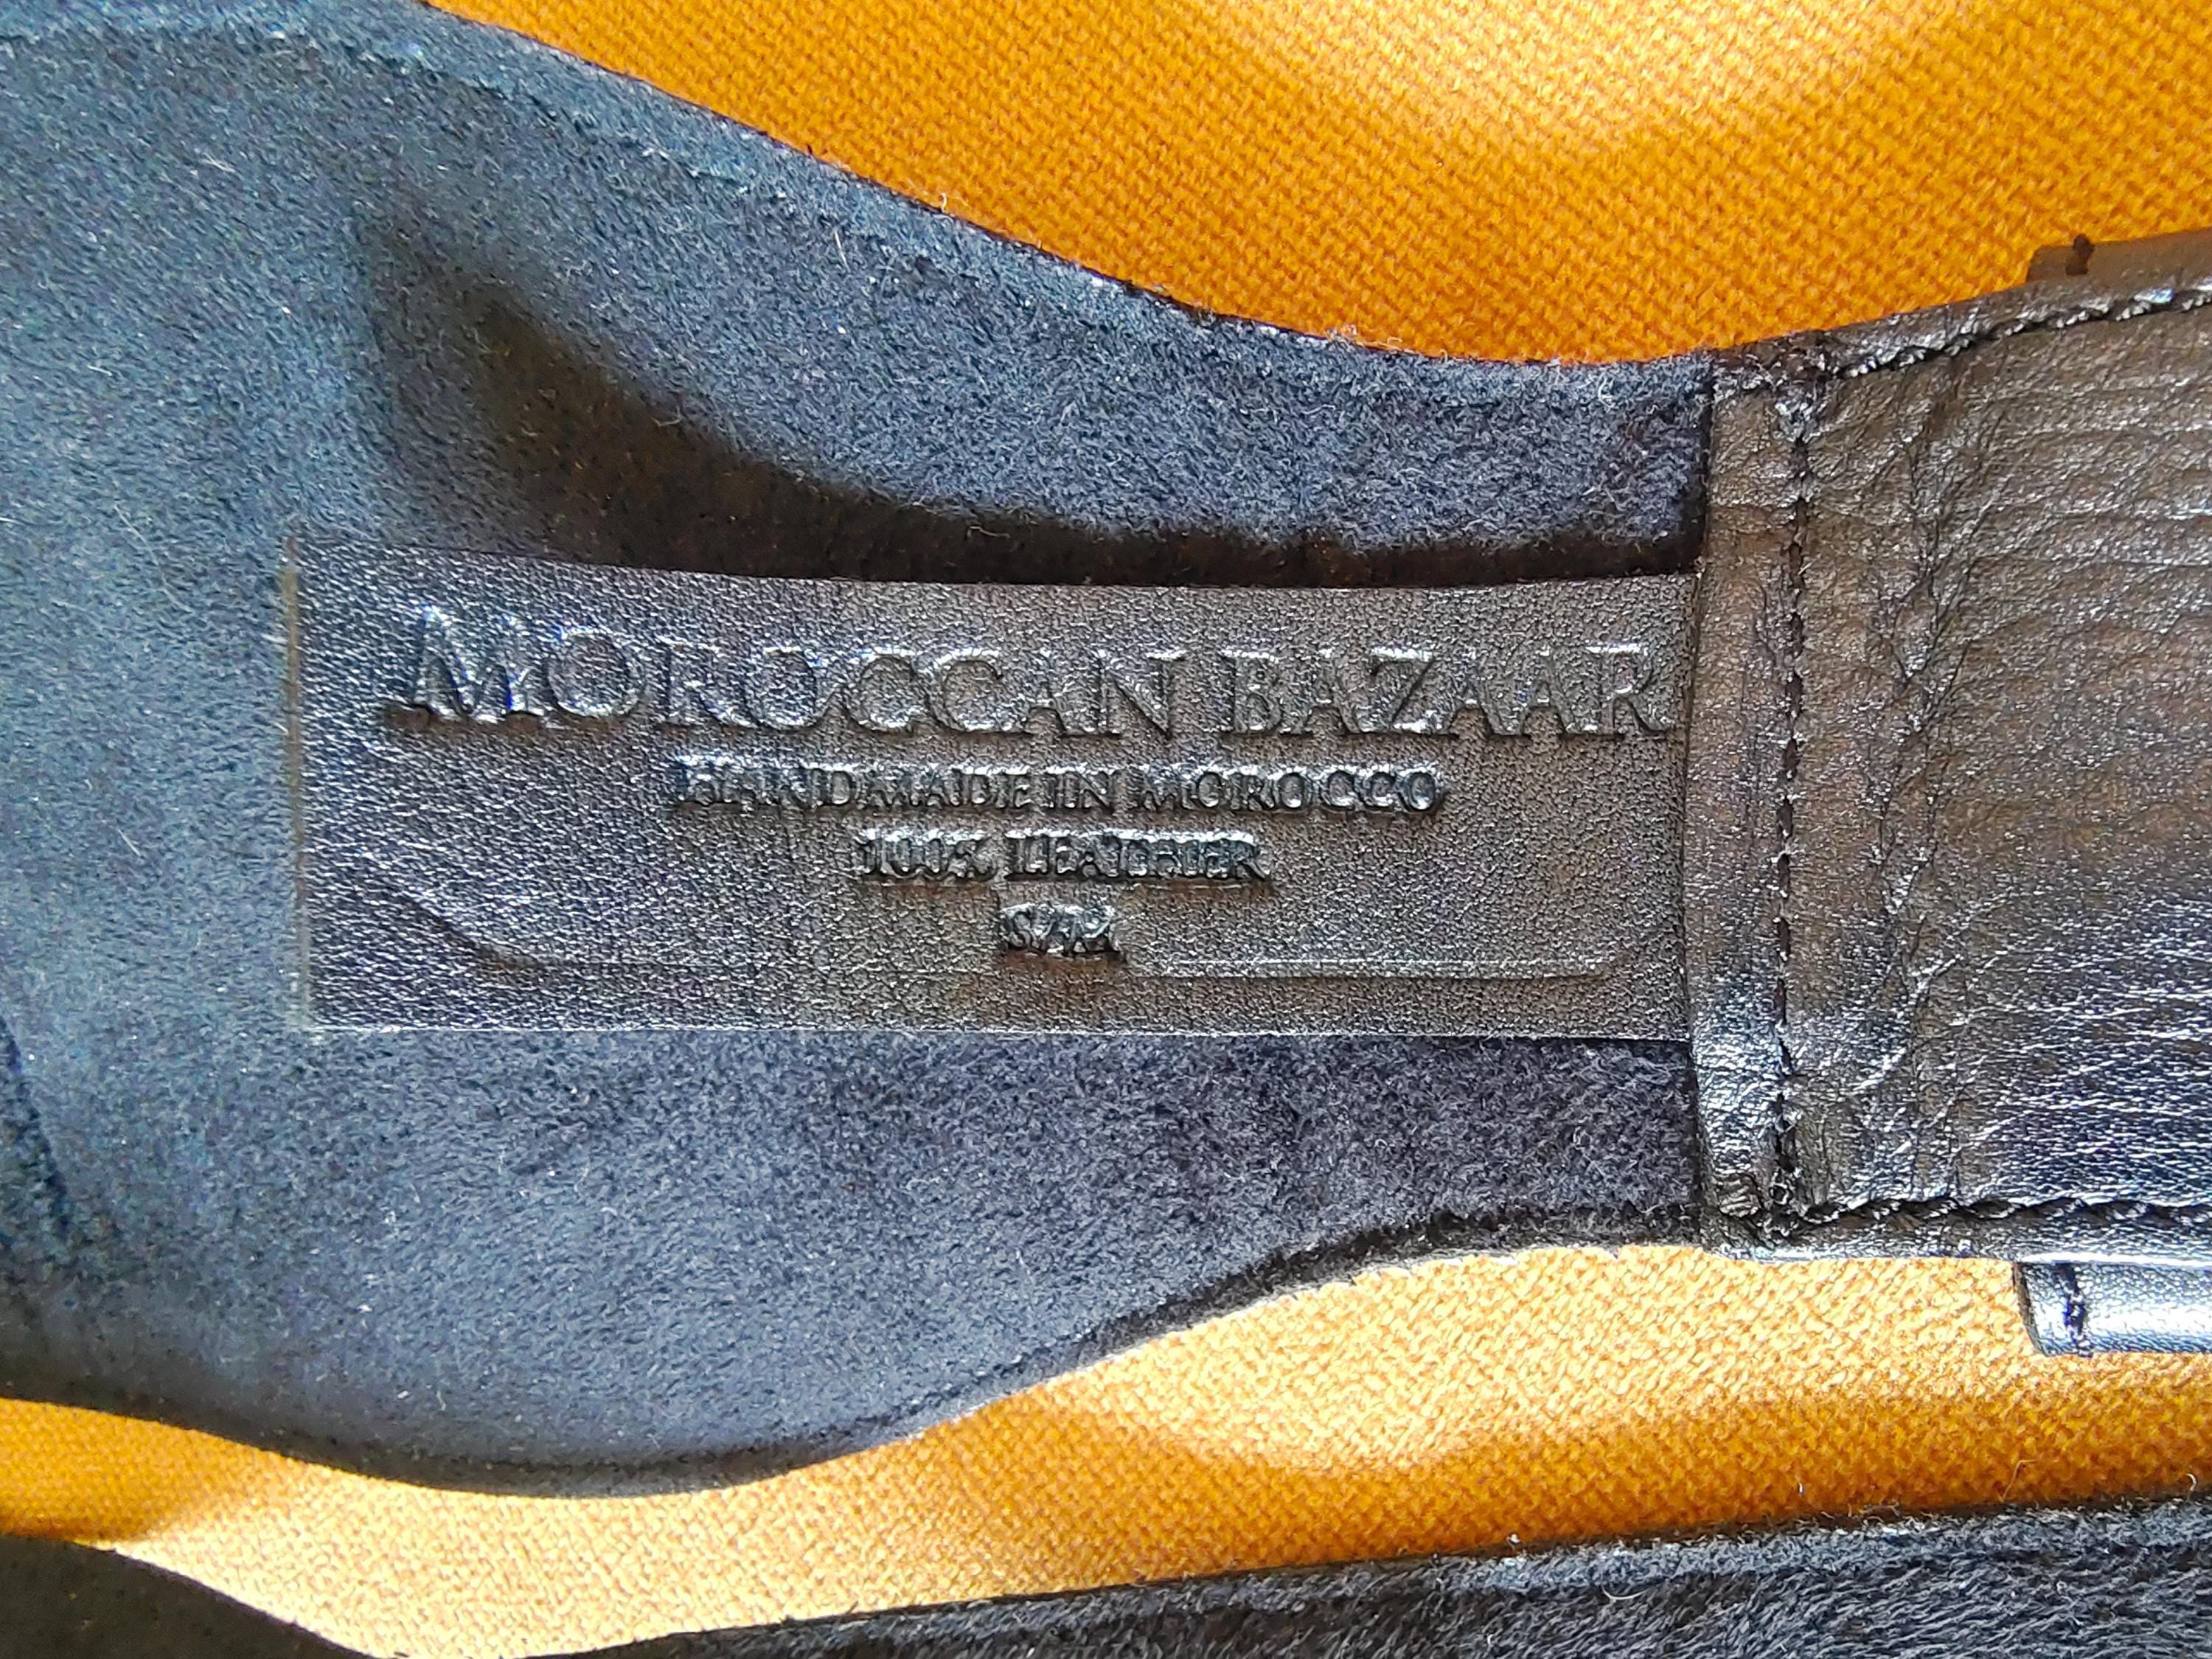 MOROCCAN BAZAAR
HANDMADE IN MOROCCO
100% LEATHER
S/M